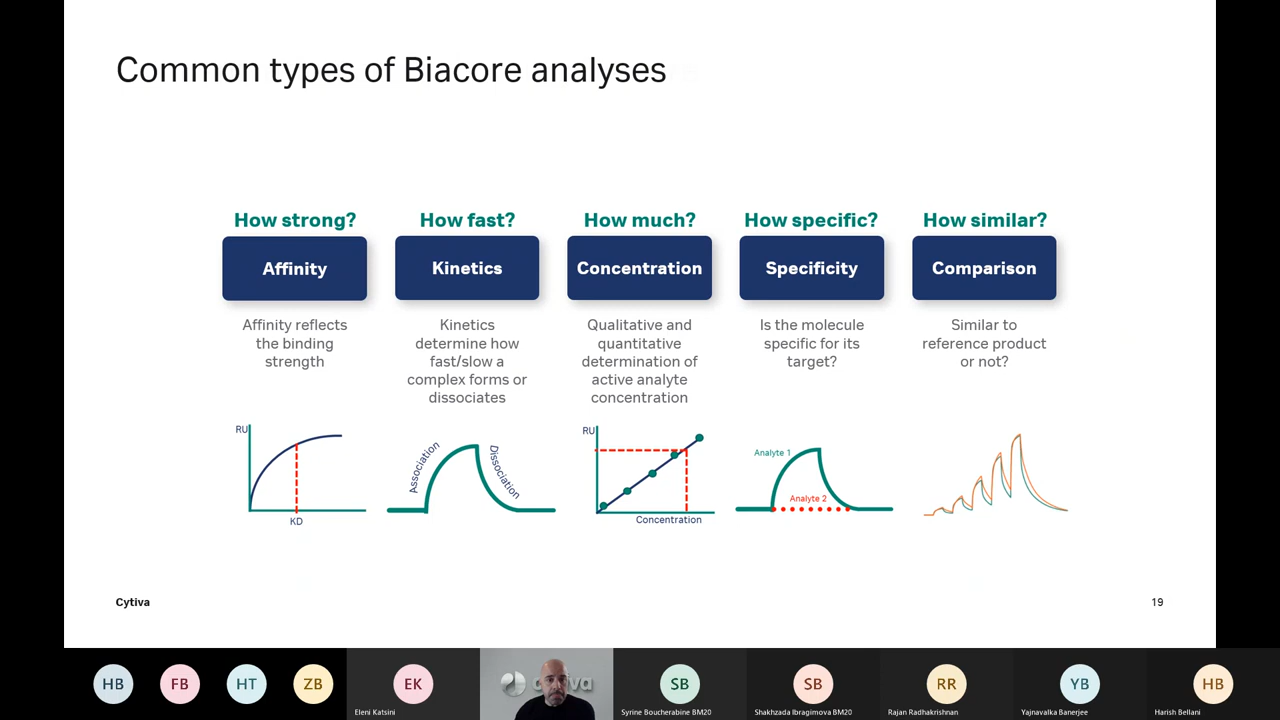 Common types of Biacore analyses
How strong?
Affinity
Affinity reflects
the binding
strength
RU
KD
How fast?
Kinetics
Kinetics
determine how
fast/slow a
complex forms or
dissociates
Association
Dissociation
How much?
Concentration
Qualitative and
quantitative
determination of
active analyte
concentration
RU
Concentration
How specific?
Specificity
Is the molecule
specific for its
target?
Analyte 1
Analyte 2
How similar?
Comparison
Similar to
reference product
or not?
Cytiva
19
HB
FB
HT
ZB
EK
Eleni Katsini
SB
Syrine Boucherabine BM20
SB
Shakhzada Ibragimova BM20
RR
Rajan Radhakrishnan
YB
Yajnavalka Banerjee
HB
Harish Bellani